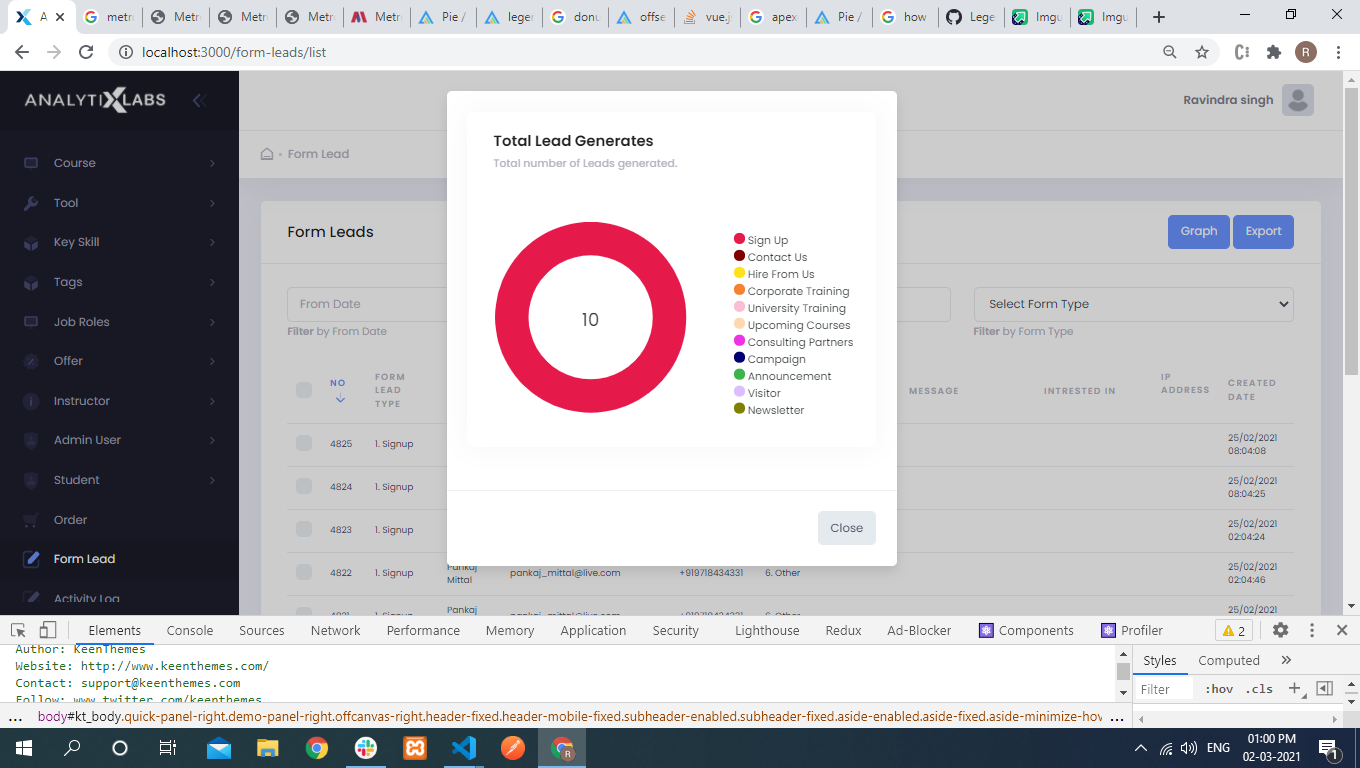 A
metr
Metr
Metr
Metr
Metr
Pie /
leger
donu
offse
vue.j
apex
Pie /
how
Lege
Imgu
Imgu
localhost:3000/form-leads/list
R
ANALYTIXLABS
Ravindra singh
Course
Tool
Key Skill
Tags
Job Roles
Offer
Instructor
Admin User
Student
Order
Form Lead
Activity Log
Form Lead
Form Leads
Graph
Export
From Date
Filter by From Date
Select Form Type
Filter by Form Type
NO
FORM LEAD TYPE
MESSAGE
INTRESTED IN
IP ADDRESS
CREATED DATE
4825 1. Signup 25/02/2021 08:04:08
4824 1. Signup 25/02/2021 08:04:25
4823 1. Signup 25/02/2021 02:04:24
4822 1. Signup Pankaj Mittal pankaj_mittal@live.com +919718434331 6. Other 25/02/2021 02:04:46
4821 1. Signup Pankaj pankaj_mittal@live.com +919718434331 6. Other 25/02/2021
Total Lead Generates
Total number of Leads generated.
10
Sign Up
Contact Us
Hire From Us
Corporate Training
University Training
Upcoming Courses
Consulting Partners
Campaign
Announcement
Visitor
Newsletter
Close
Elements Console Sources Network Performance Memory Application Security Lighthouse Redux Ad-Blocker Components Profiler 2
Author: KeenThemes
Website: http://www.keenthemes.com/
Contact: support@keenthemes.com
Follow: www.twitter.com/keenthemes
... body#kt_body.quick-panel-right.demo-panel-right.offcanvas-right.header-fixed.header-mobile-fixed.subheader-enabled.subheader-fixed.aside-enabled.aside-fixed.aside-minimize-hov ...
Styles Computed »
Filter :hov .cls
R
ENG
01:00 PM
02-03-2021
1